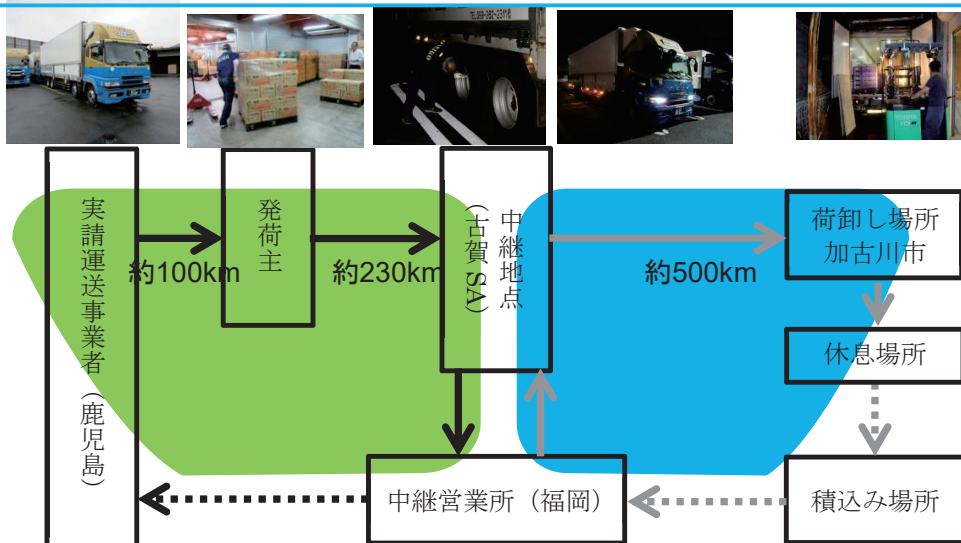 実請運送事業者（鹿児島）
約100km
発荷主
約230km
中継地点
（古賀SA）
約500km
荷卸し場所
加古川市
休息場所
中継営業所（福岡）
積込み場所